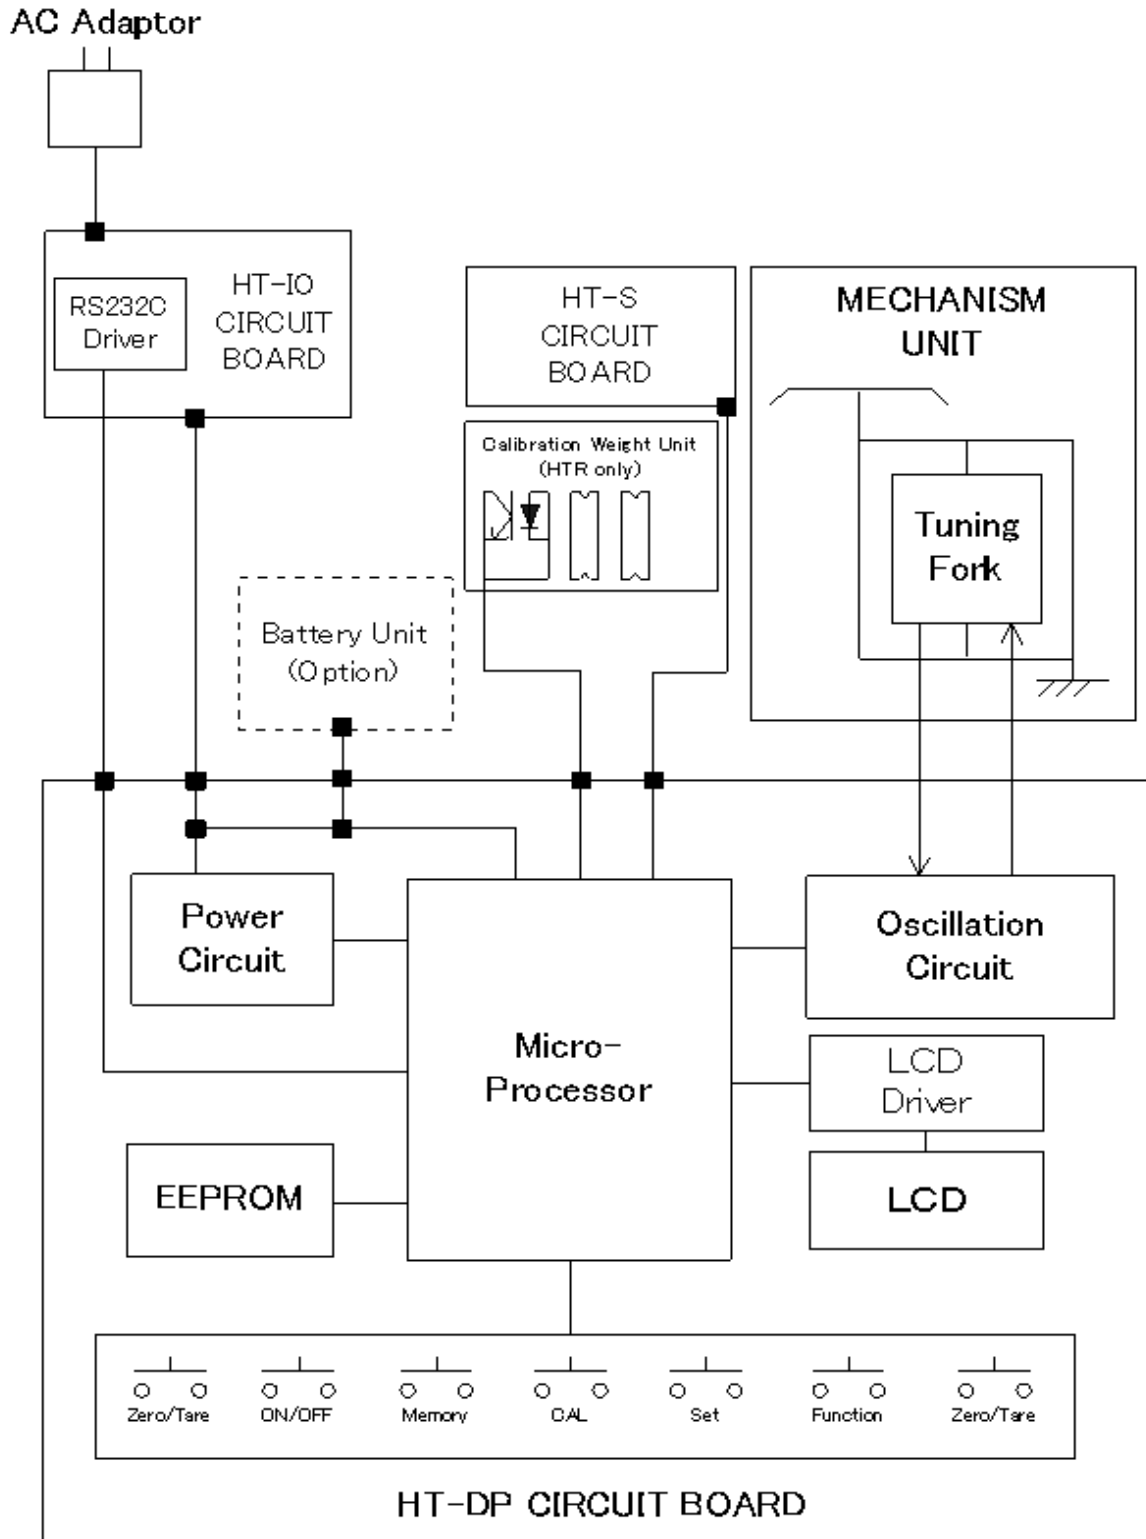 AC Adaptor
RS232C
Driver
HT-IO
CIRCUIT
BOARD
HT-S
CIRCUIT
BOARD
MECHANISM
UNIT
Calibration Weight Unit
(HTR only)
Tuning
Fork
Battery Unit
(Option)
Power
Circuit
Micro-
Processor
Oscillation
Circuit
LCD
Driver
EEPROM
LCD
Zero/Tare
ON/OFF
Memory
CAL
Set
Function
Zero/Tare
HT-DP CIRCUIT BOARD